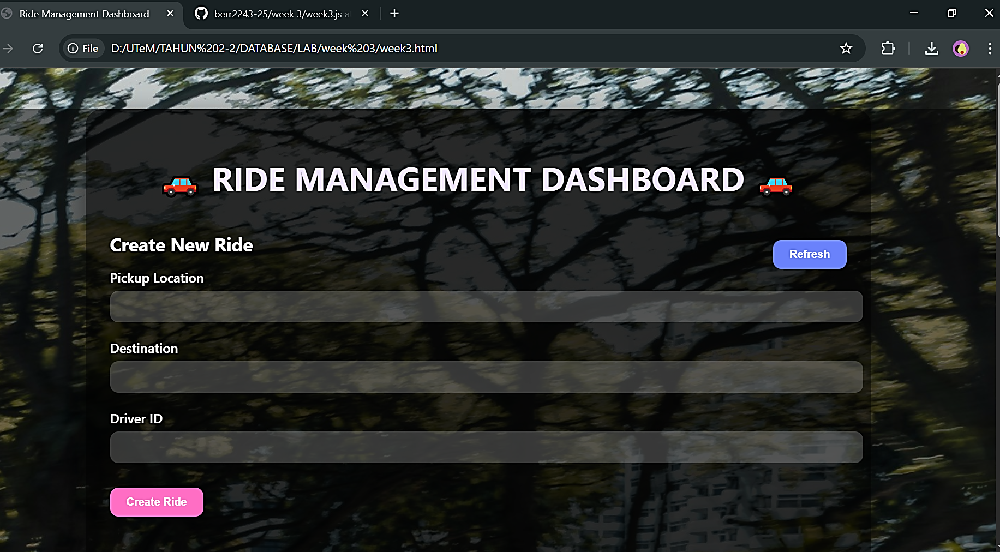 Ride Management Dashboard
berr2243-25/week 3/week3.js a
File
D:/UTeM/TAHUN%202-2/DATABASE/LAB/week%203/week3.html
RIDE MANAGEMENT DASHBOARD
Create New Ride
Refresh
Pickup Location
Destination
Driver ID
Create Ride